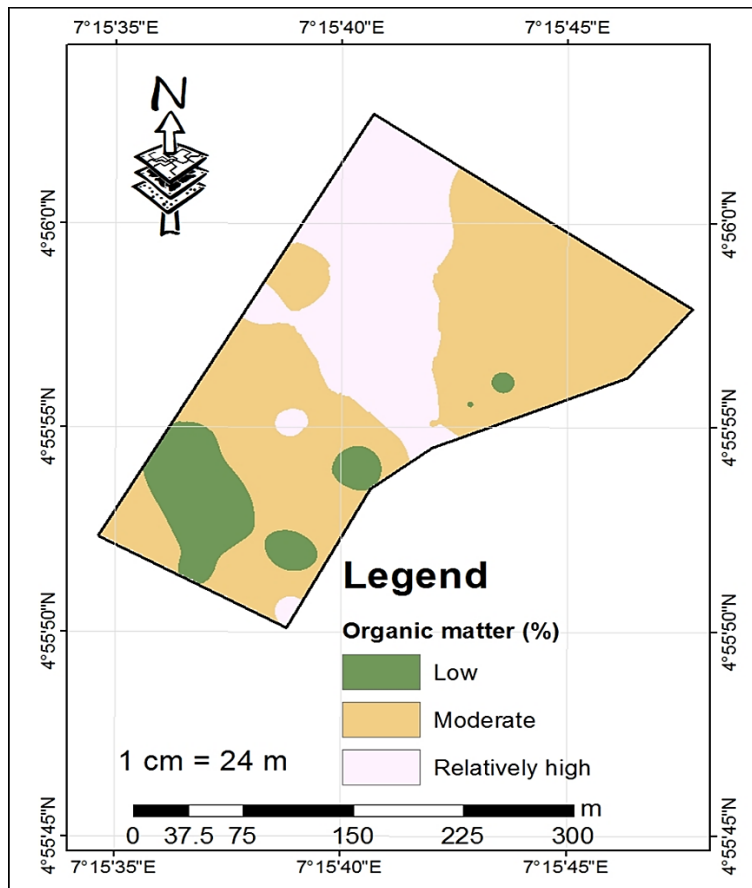 7°15'35"E 7°15'40"E 7°15'45"E
N
4°56'0"N 4°56'0"N
4°55'55"N 4°55'55"N
4°55'50"N 4°55'50"N
Legend
Organic matter (%)
Low
Moderate
Relatively high
1 cm = 24 m
m
0 37.5 75 150 225 300
4°55'45"N 4°55'45"N
7°15'35"E 7°15'40"E 7°15'45"E